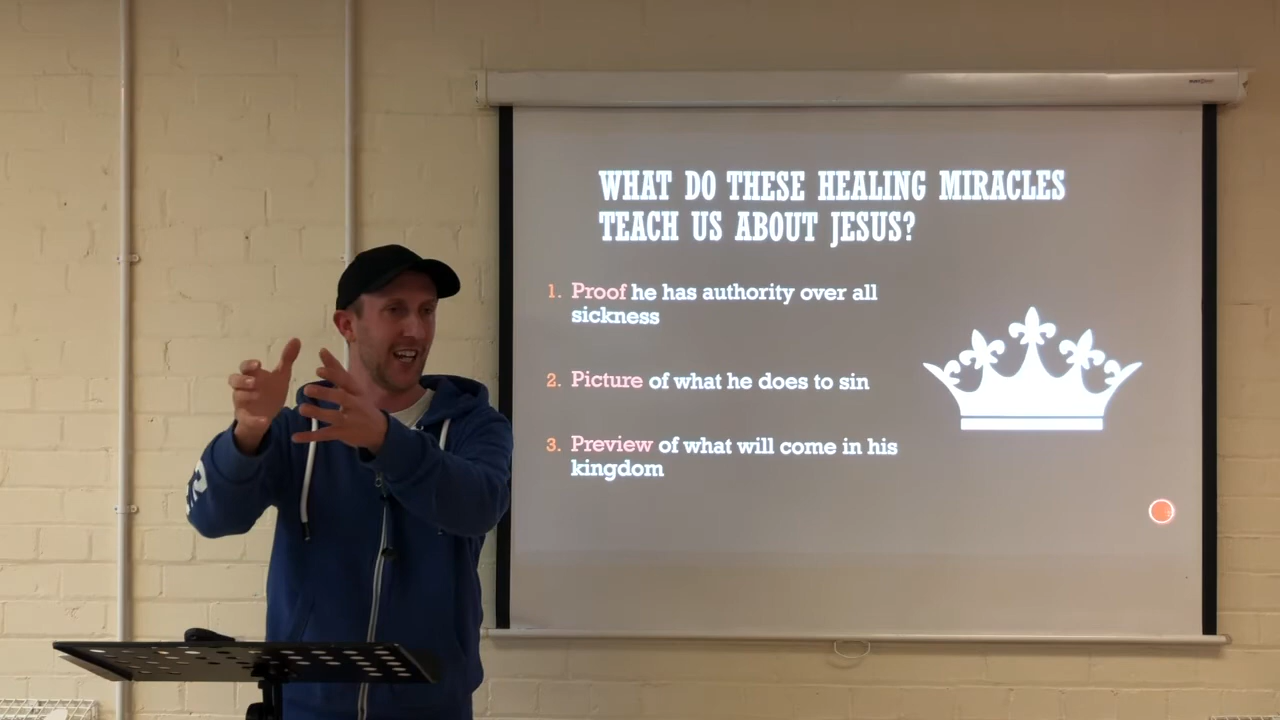 WHAT DO THESE HEALING MIRACLES
TEACH US ABOUT JESUS?
1. Proof he has authority over all
sickness
2. Picture of what he does to sin
3. Preview of what will come in his
kingdom